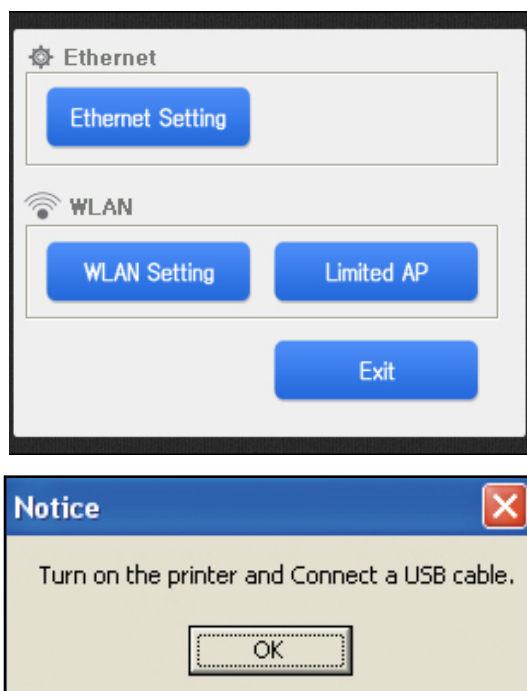 Ethernet
Ethernet Setting
WLAN
WLAN Setting Limited AP
Exit
Notice
Turn on the printer and Connect a USB cable.
OK